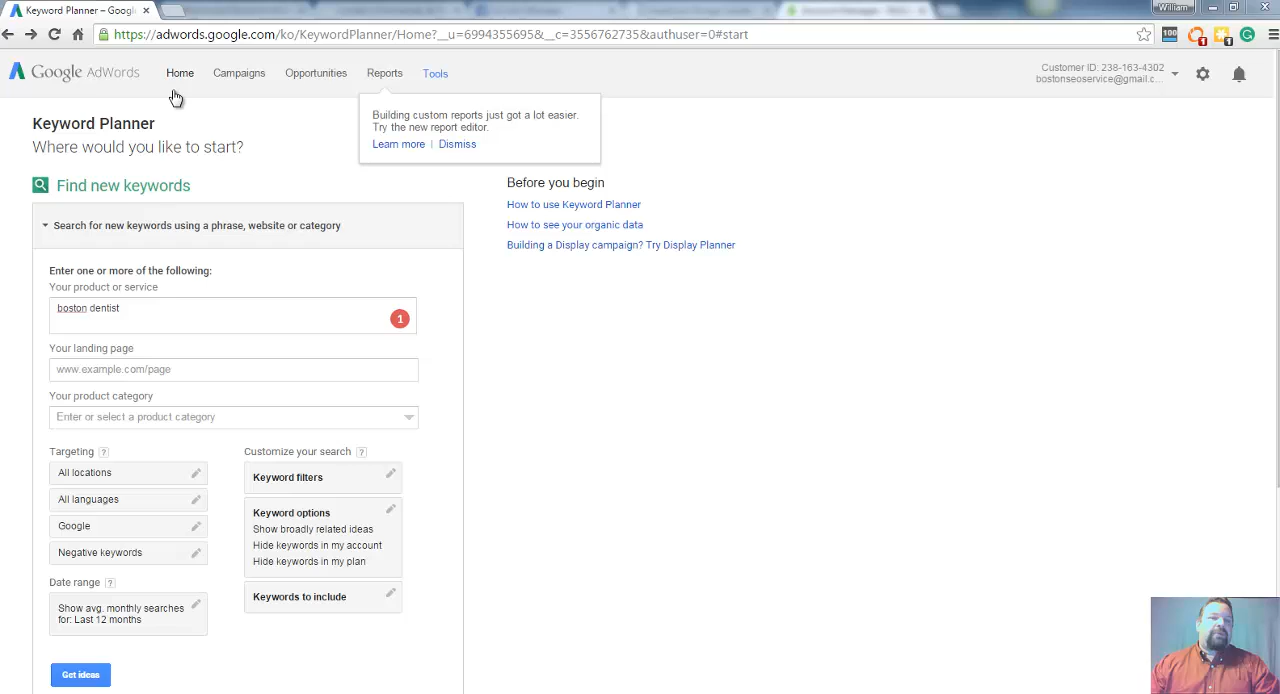 Keyword Planner – Goog
William
https://adwords.google.com/ko/KeywordPlanner/Home?__u=6994355695&__c=3556762735&authuser=0#start
100
1
1
Google AdWords
Home
Campaigns
Opportunities
Reports
Tools
Customer ID: 238-163-4302
bostonseoservice@gmail.c...
Building custom reports just got a lot easier.
Try the new report editor.
Learn more | Dismiss
Keyword Planner
Where would you like to start?
Find new keywords
Before you begin
How to use Keyword Planner
How to see your organic data
Building a Display campaign? Try Display Planner
Search for new keywords using a phrase, website or category
Enter one or more of the following:
Your product or service
boston dentist
1
Your landing page
www.example.com/page
Your product category
Enter or select a product category
Targeting ?
All locations
All languages
Google
Negative keywords
Date range ?
Show avg. monthly searches
for: Last 12 months
Customize your search ?
Keyword filters
Keyword options
Show broadly related ideas
Hide keywords in my account
Hide keywords in my plan
Keywords to include
Get ideas